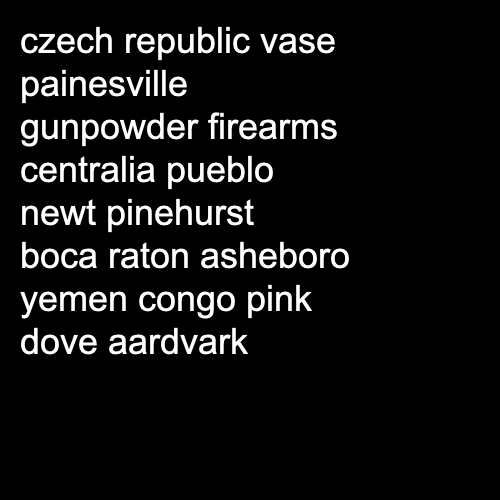 czech republic vase
painesville
gunpowder firearms
centralia pueblo
newt pinehurst
boca raton asheboro
yemen congo pink
dove aardvark